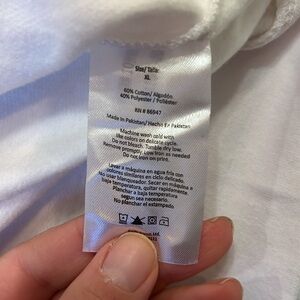 Size/ Talla:
XL
60% Cotton/ Algodón
40% Polyester / Poliéster
RN # 86947
Made In Pakistan/ Hecho En Pakistan
Machine wash cold with
like colors on delicate cycle.
Do not bleach. Tumble dry low.
Remove promptly. Low iron as needed
Do not iron on print.
Lavar a máquina en agua fría con
colores similares en ciclo delicado.
No usar blanqueador. Secar en máquina a
baja temperatura, quitar rápidamente.
Planchar a baja temperatura
según sea necesario.
No planchar el estampado